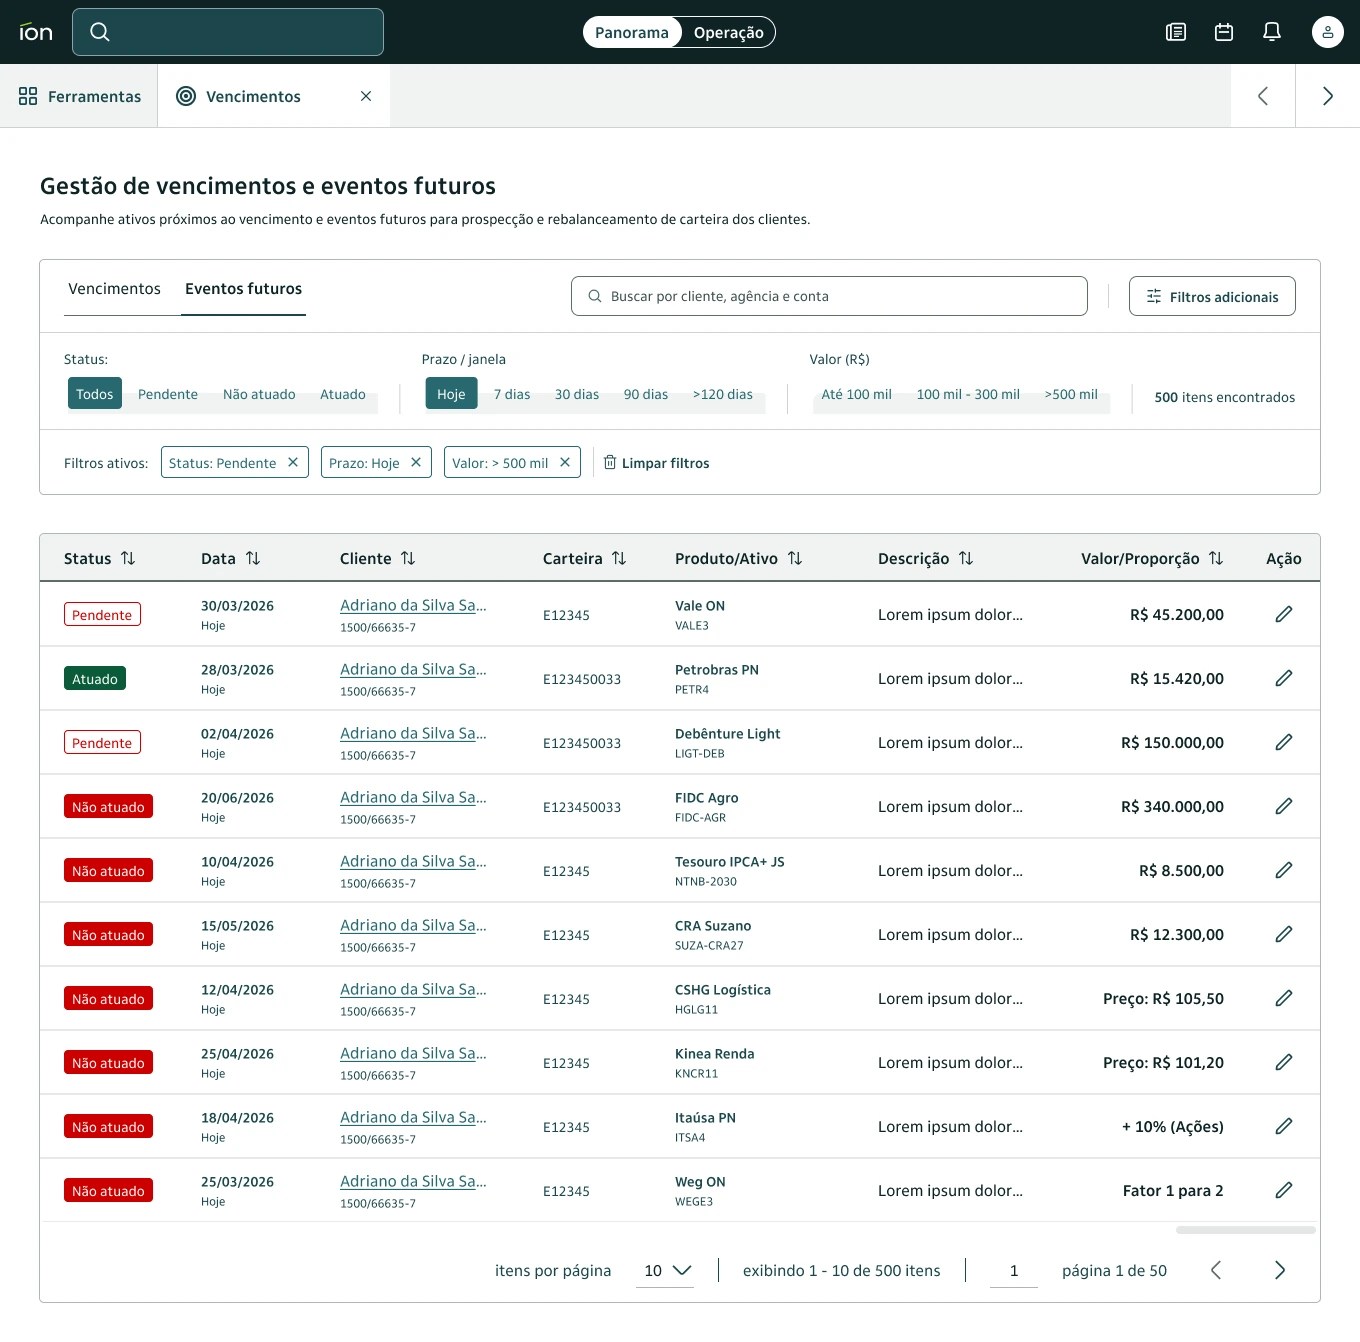 íon
Panorama Operação
Ferramentas Vencimentos
Gestão de vencimentos e eventos futuros
Acompanhe ativos próximos ao vencimento e eventos futuros para prospecção e rebalanceamento de carteira dos clientes.
Vencimentos Eventos futuros Buscar por cliente, agência e conta Filtros adicionais
Status: Prazo / janela Valor (R$)
Todos Pendente Não atuado Atuado Hoje 7 dias 30 dias 90 dias >120 dias Até 100 mil 100 mil - 300 mil >500 mil 500 itens encontrados
Filtros ativos: Status: Pendente Prazo: Hoje Valor: > 500 mil Limpar filtros
Status Data Cliente Carteira Produto/Ativo Descrição Valor/Proporção Ação
Pendente 30/03/2026 Adriano da Silva Sa... E12345 Vale ON Lorem ipsum dolor... R$ 45.200,00
Hoje 1500/66635-7 VALE3
Atuado 28/03/2026 Adriano da Silva Sa... E123450033 Petrobras PN Lorem ipsum dolor... R$ 15.420,00
Hoje 1500/66635-7 PETR4
Pendente 02/04/2026 Adriano da Silva Sa... E123450033 Debênture Light Lorem ipsum dolor... R$ 150.000,00
Hoje 1500/66635-7 LIGT-DEB
Não atuado 20/06/2026 Adriano da Silva Sa... E123450033 FIDC Agro Lorem ipsum dolor... R$ 340.000,00
Hoje 1500/66635-7 FIDC-AGR
Não atuado 10/04/2026 Adriano da Silva Sa... E12345 Tesouro IPCA+ JS Lorem ipsum dolor... R$ 8.500,00
Hoje 1500/66635-7 NTNB-2030
Não atuado 15/05/2026 Adriano da Silva Sa... E12345 CRA Suzano Lorem ipsum dolor... R$ 12.300,00
Hoje 1500/66635-7 SUZA-CRA27
Não atuado 12/04/2026 Adriano da Silva Sa... E12345 CSHG Logística Lorem ipsum dolor... Preço: R$ 105,50
Hoje 1500/66635-7 HGLG11
Não atuado 25/04/2026 Adriano da Silva Sa... E12345 Kinea Renda Lorem ipsum dolor... Preço: R$ 101,20
Hoje 1500/66635-7 KNCR11
Não atuado 18/04/2026 Adriano da Silva Sa... E12345 Itaúsa PN Lorem ipsum dolor... + 10% (Ações)
Hoje 1500/66635-7 ITSA4
Não atuado 25/03/2026 Adriano da Silva Sa... E12345 Weg ON Lorem ipsum dolor... Fator 1 para 2
Hoje 1500/66635-7 WEGE3
itens por página 10 exibindo 1 - 10 de 500 itens 1 página 1 de 50